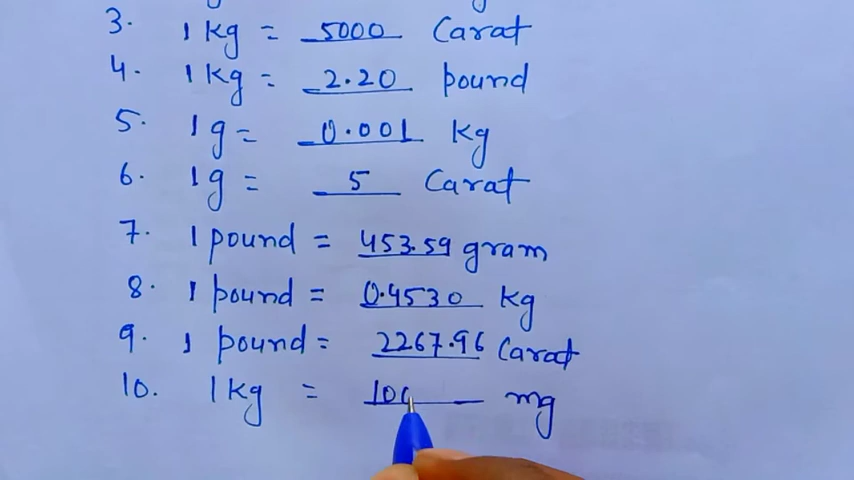 3. 1 Kg = 5000 Carat
4. 1 Kg = 2.20 pound
5. 1 g = 0.001 Kg
6. 1 g = 5 Carat
7. 1 pound = 453.59 gram
8. 1 pound = 0.4530 Kg
9. 1 pound = 2267.96 Carat
10. 1 Kg = 100 mg